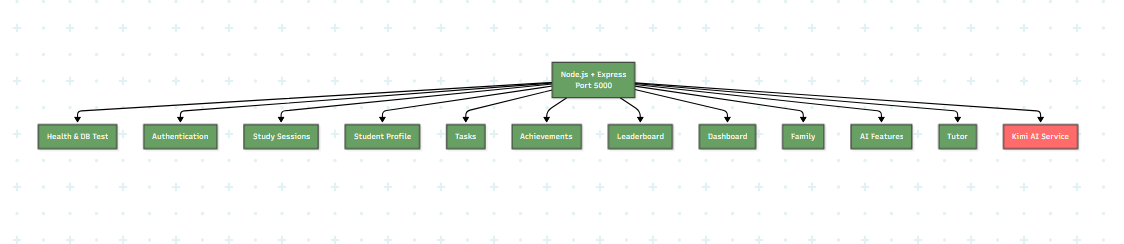 Node.js + Express
Port 5000
Health & DB Test
Authentication
Study Sessions
Student Profile
Tasks
Achievements
Leaderboard
Dashboard
Family
AI Features
Tutor
Kimi AI Service